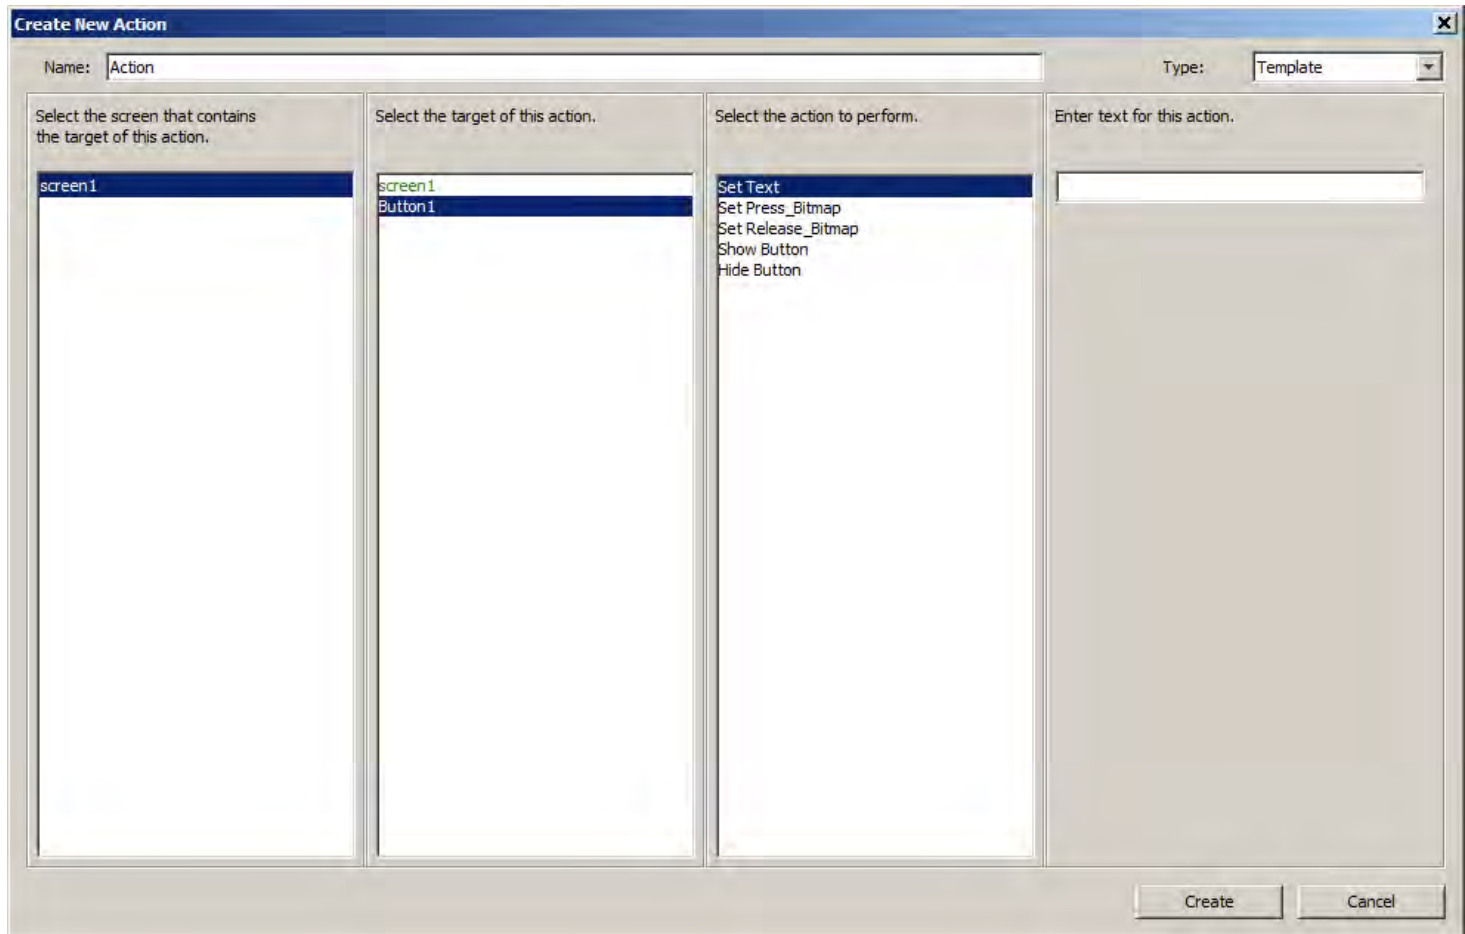 Create New Action
Name: Action Type: Template
Select the screen that contains
the target of this action.
screen1
Select the target of this action.
screen1
Button1
Select the action to perform.
Set Text
Set Press_Bitmap
Set Release_Bitmap
Show Button
Hide Button
Enter text for this action.
Create Cancel